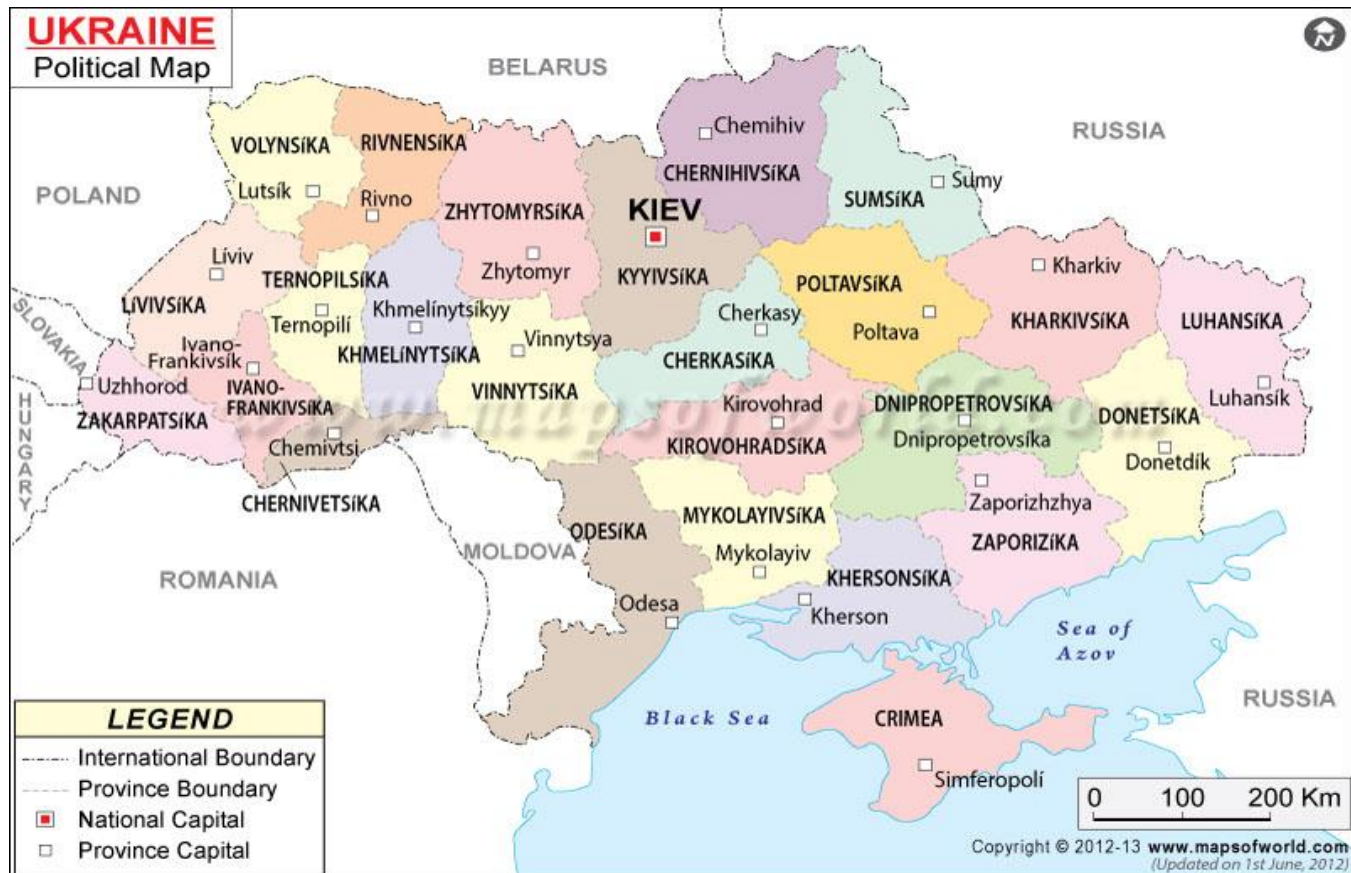 UKRAINE
Political Map
N
BELARUS
RUSSIA
POLAND
SLOVAKIA
HUNGARY
ROMANIA
MOLDOVA
RUSSIA
VOLYNSíKA
Lutsík
RIVNENSíKA
Rivno
ZHYTOMYRSíKA
Zhytomyr
KIEV
KYYIVSíKA
Chemihiv
CHERNIHIVSíKA
SUMSíKA
Sumy
Líviv
LíVIVSíKA
TERNOPILSíKA
Ternopilí
Khmelínytsíkyy
KHMELíNYTSíKA
Vinnytsya
VINNYTSíKA
Cherkasy
CHERKASíKA
POLTAVSíKA
Poltava
Kharkiv
KHARKIVSíKA
LUHANSíKA
Luhansík
Ivano-
Frankivsík
IVANO-
FRANKIVSíKA
Uzhhorod
ZAKARPATSíKA
Chemivtsi
CHERNIVETSíKA
Kirovohrad
KIROVOHRADSíKA
DNIPROPETROVSíKA
Dnipropetrovsíka
DONETSíKA
Donetdík
Zaporizhzhya
ZAPORIZíKA
ODESíKA
Odesa
MYKOLAYIVSíKA
Mykolayiv
KHERSONSíKA
Kherson
Sea of
Azov
Black Sea
CRIMEA
Simferopolí
www.mapsofworld.com
LEGEND
International Boundary
Province Boundary
National Capital
Province Capital
0 100 200 Km
Copyright © 2012-13 www.mapsofworld.com
(Updated on 1st June, 2012)